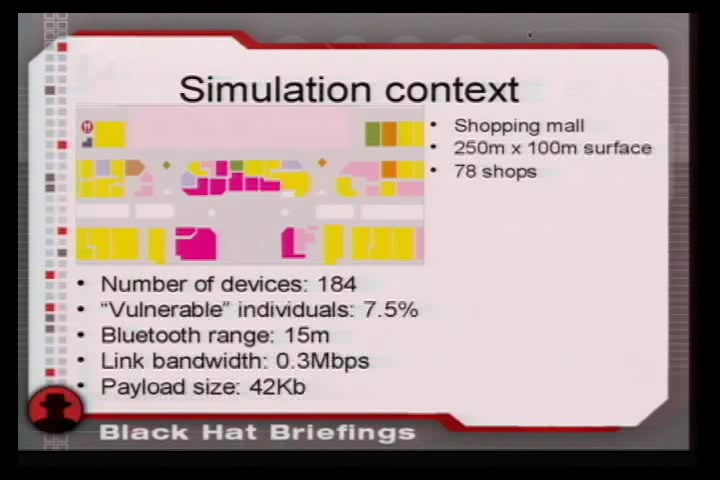 Simulation context
• Shopping mall
• 250m x 100m surface
• 78 shops
• Number of devices: 184
• “Vulnerable” individuals: 7.5%
• Bluetooth range: 15m
• Link bandwidth: 0.3Mbps
• Payload size: 42Kb
Black Hat Briefings